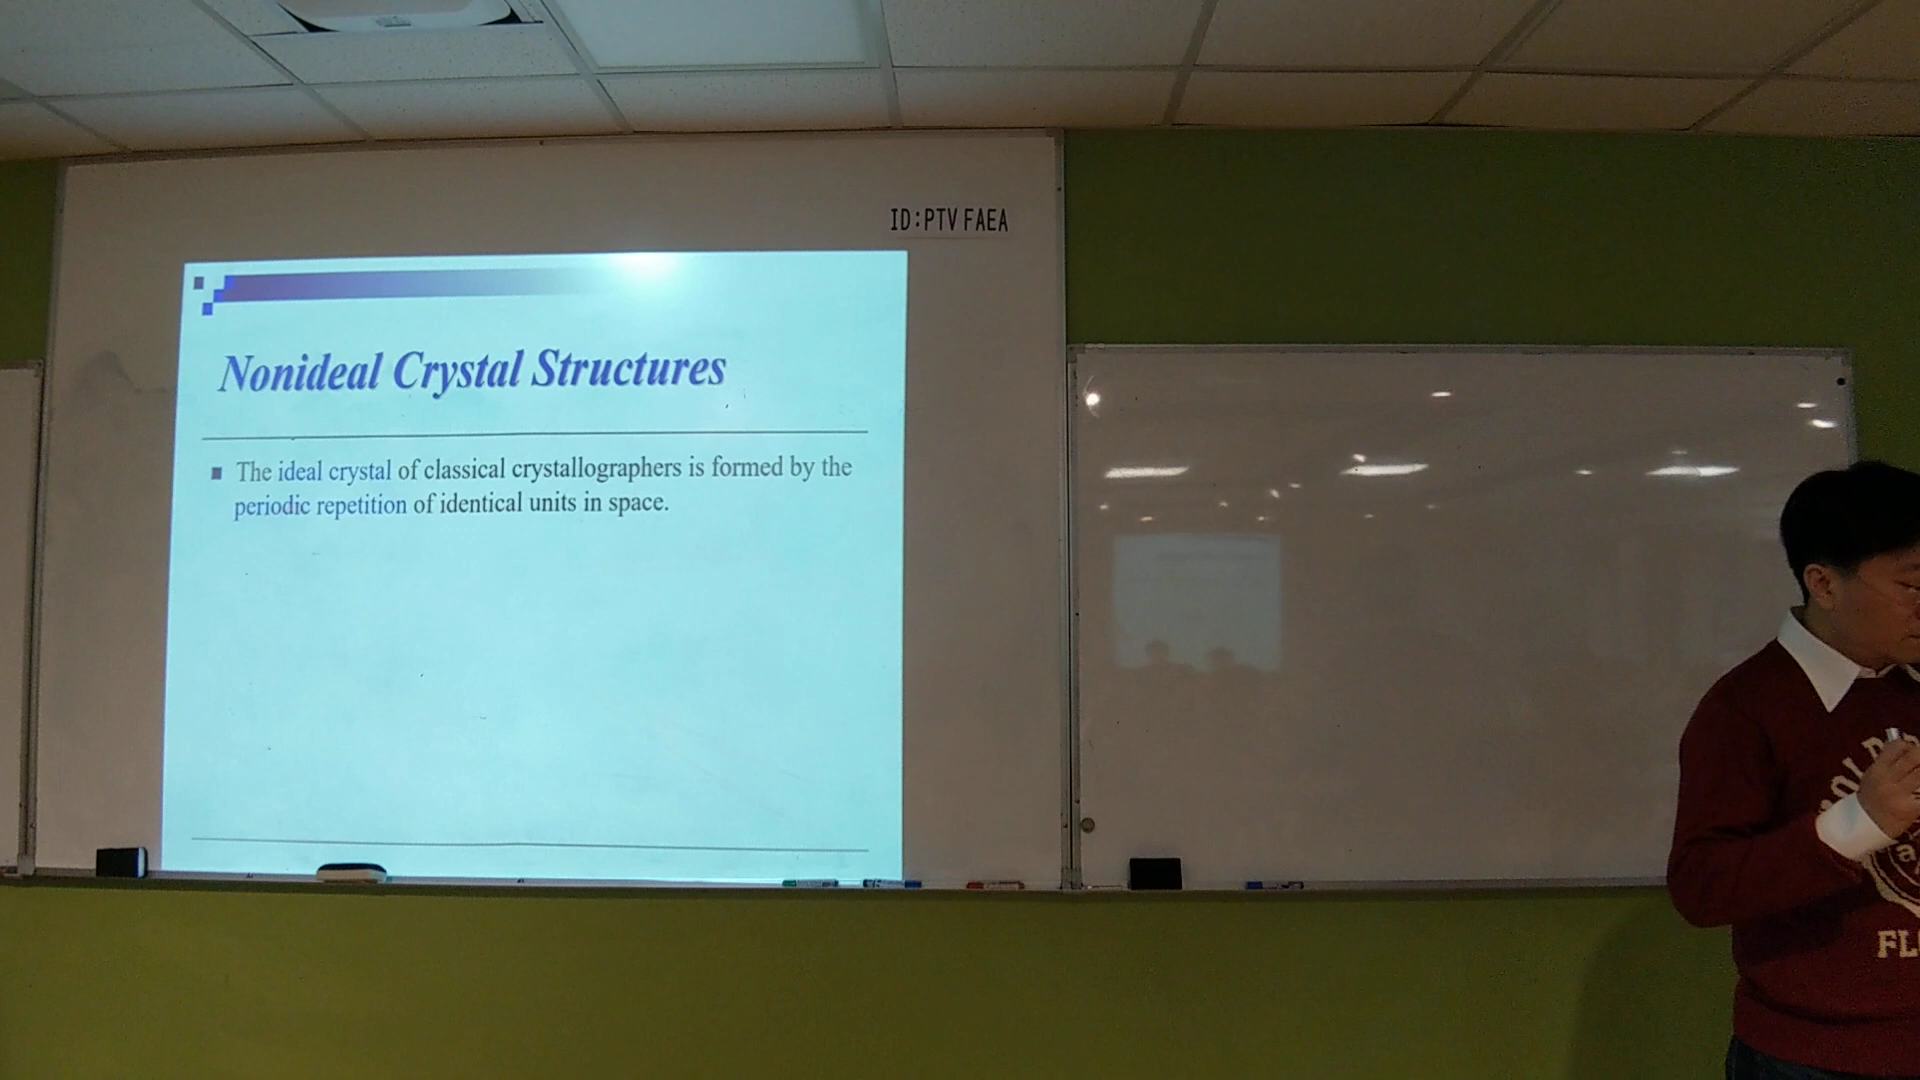 ID:PTV FAEA
Nonideal Crystal Structures
The ideal crystal of classical crystallographers is formed by the
periodic repetition of identical units in space.